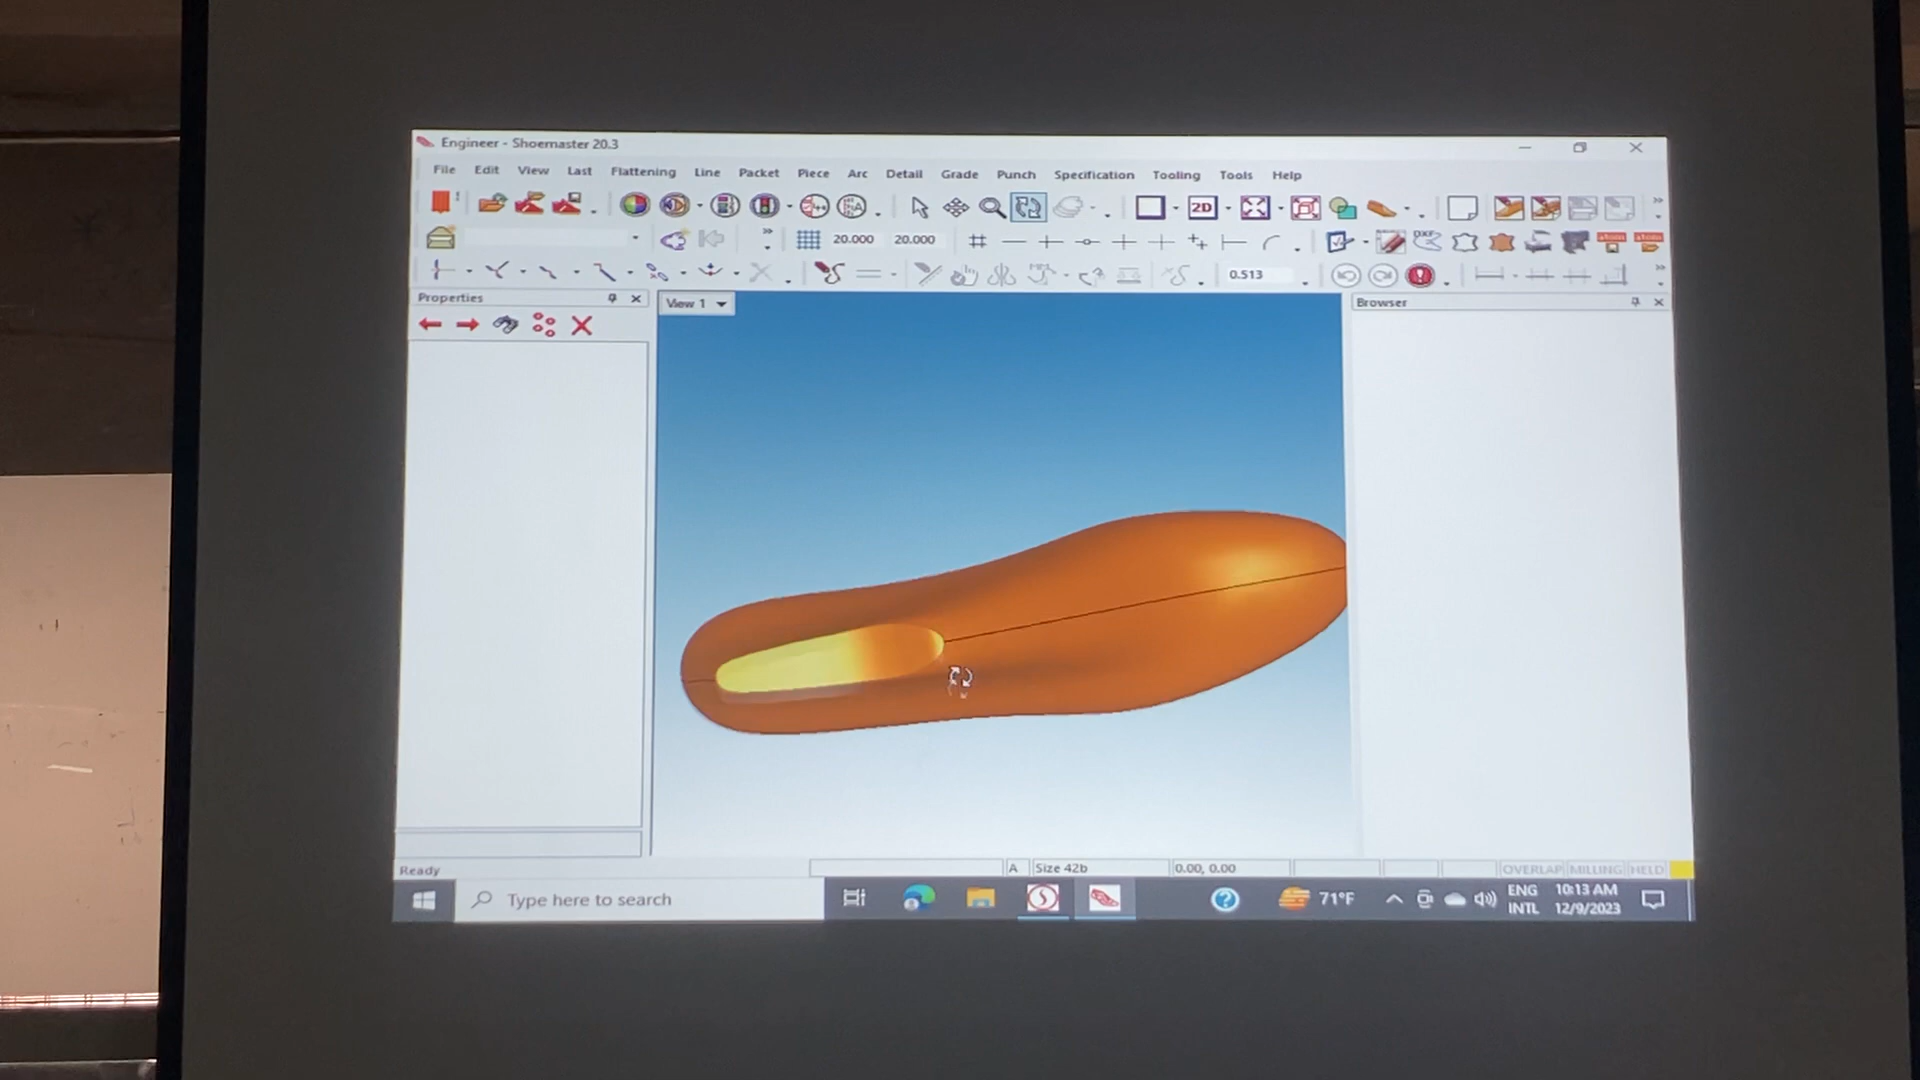 Engineer - Shoemaster 20.3
File Edit View Last Flattening Line Packet Piece Arc Detail Grade Punch Specification Tooling Tools Help
2D
20.000 20.000
DXF
0.513
Properties
View 1
Browser
Ready
A Size 42b 0.00, 0.00
OVERLAP MILLING HELD
Type here to search
71°F
ENG
INTL
10:13 AM
12/9/2023